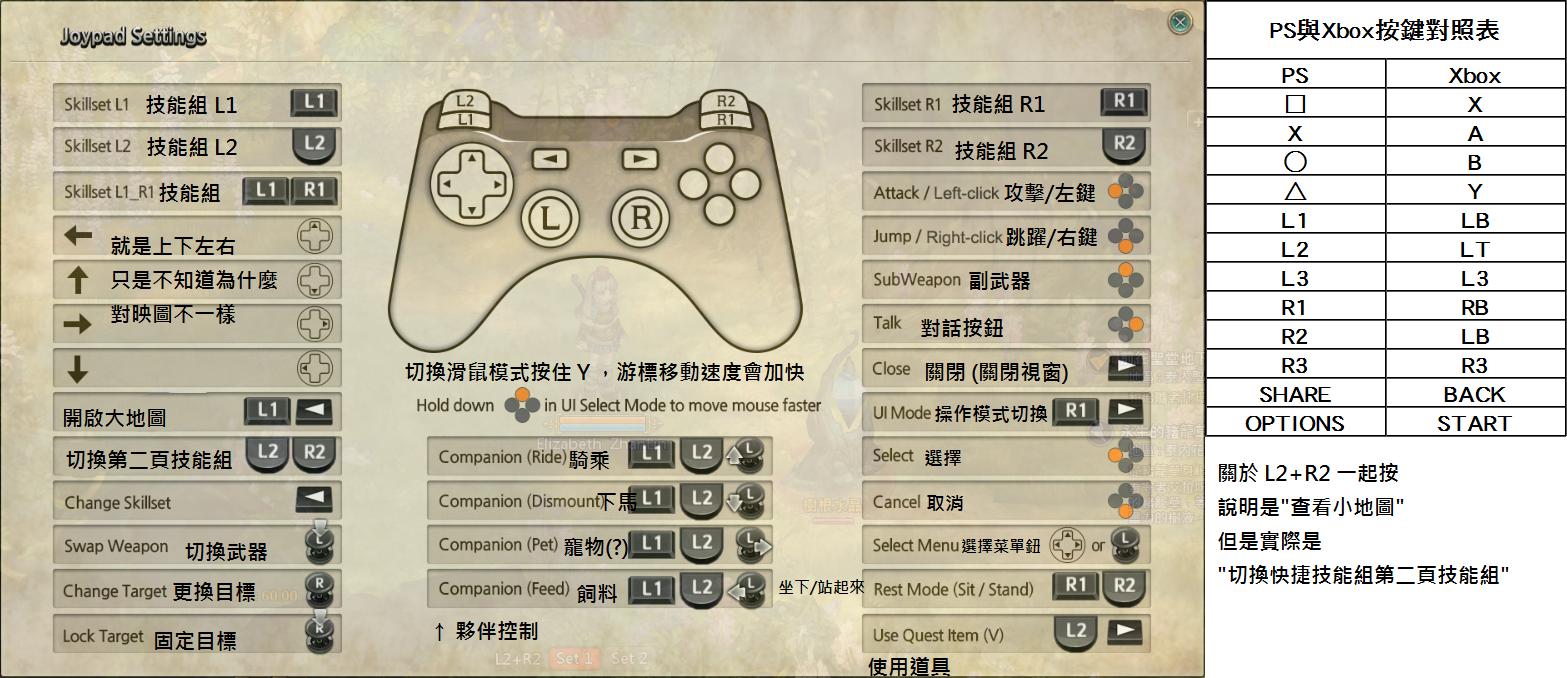 Joypad Settings
Skillset L1 技能組 L1 L1
Skillset L2 技能組 L2 L2
Skillset L1_R1 技能組 L1 R1
就是上下左右
只是不知道為什麼
對映圖不一樣
開啟大地圖 L1
切換第二頁技能組 L2 R2
Change Skillset
Swap Weapon 切換武器 L
Change Target 更換目標 R
60:00
Lock Target 固定目標 R
L2 R2
L1 R1
L R
切換滑鼠模式按住 Y ，游標移動速度會加快
Hold down in UI Select Mode to move mouse faster
Companion (Ride) 騎乘 L1 L2 L
Companion (Dismount) 下馬 L1 L2 L
Companion (Pet) 寵物(?) L1 L2 L
Companion (Feed) 飼料 L1 L2 L
↑ 夥伴控制
L2+R2 Set 1 Set 2
Skillset R1 技能組 R1 R1
Skillset R2 技能組 R2 R2
Attack / Left-click 攻擊/左鍵
Jump / Right-click 跳躍/右鍵
SubWeapon 副武器
Talk 對話按鈕
Close 關閉 (關閉視窗)
UI Mode 操作模式切換 R1
Select 選擇
Cancel 取消
樹根水晶
Select Menu 選擇菜單鈕 or L
坐下/站起來 Rest Mode (Sit / Stand) R1 R2
Use Quest Item (V) L2
使用道具
PS與Xbox按鍵對照表
PS Xbox
□ X
X A
○ B
△ Y
L1 LB
L2 LT
L3 L3
R1 RB
R2 LB
R3 R3
SHARE BACK
OPTIONS START
關於 L2+R2 一起按
說明是"查看小地圖"
但是實際是
"切換快捷技能組第二頁技能組"